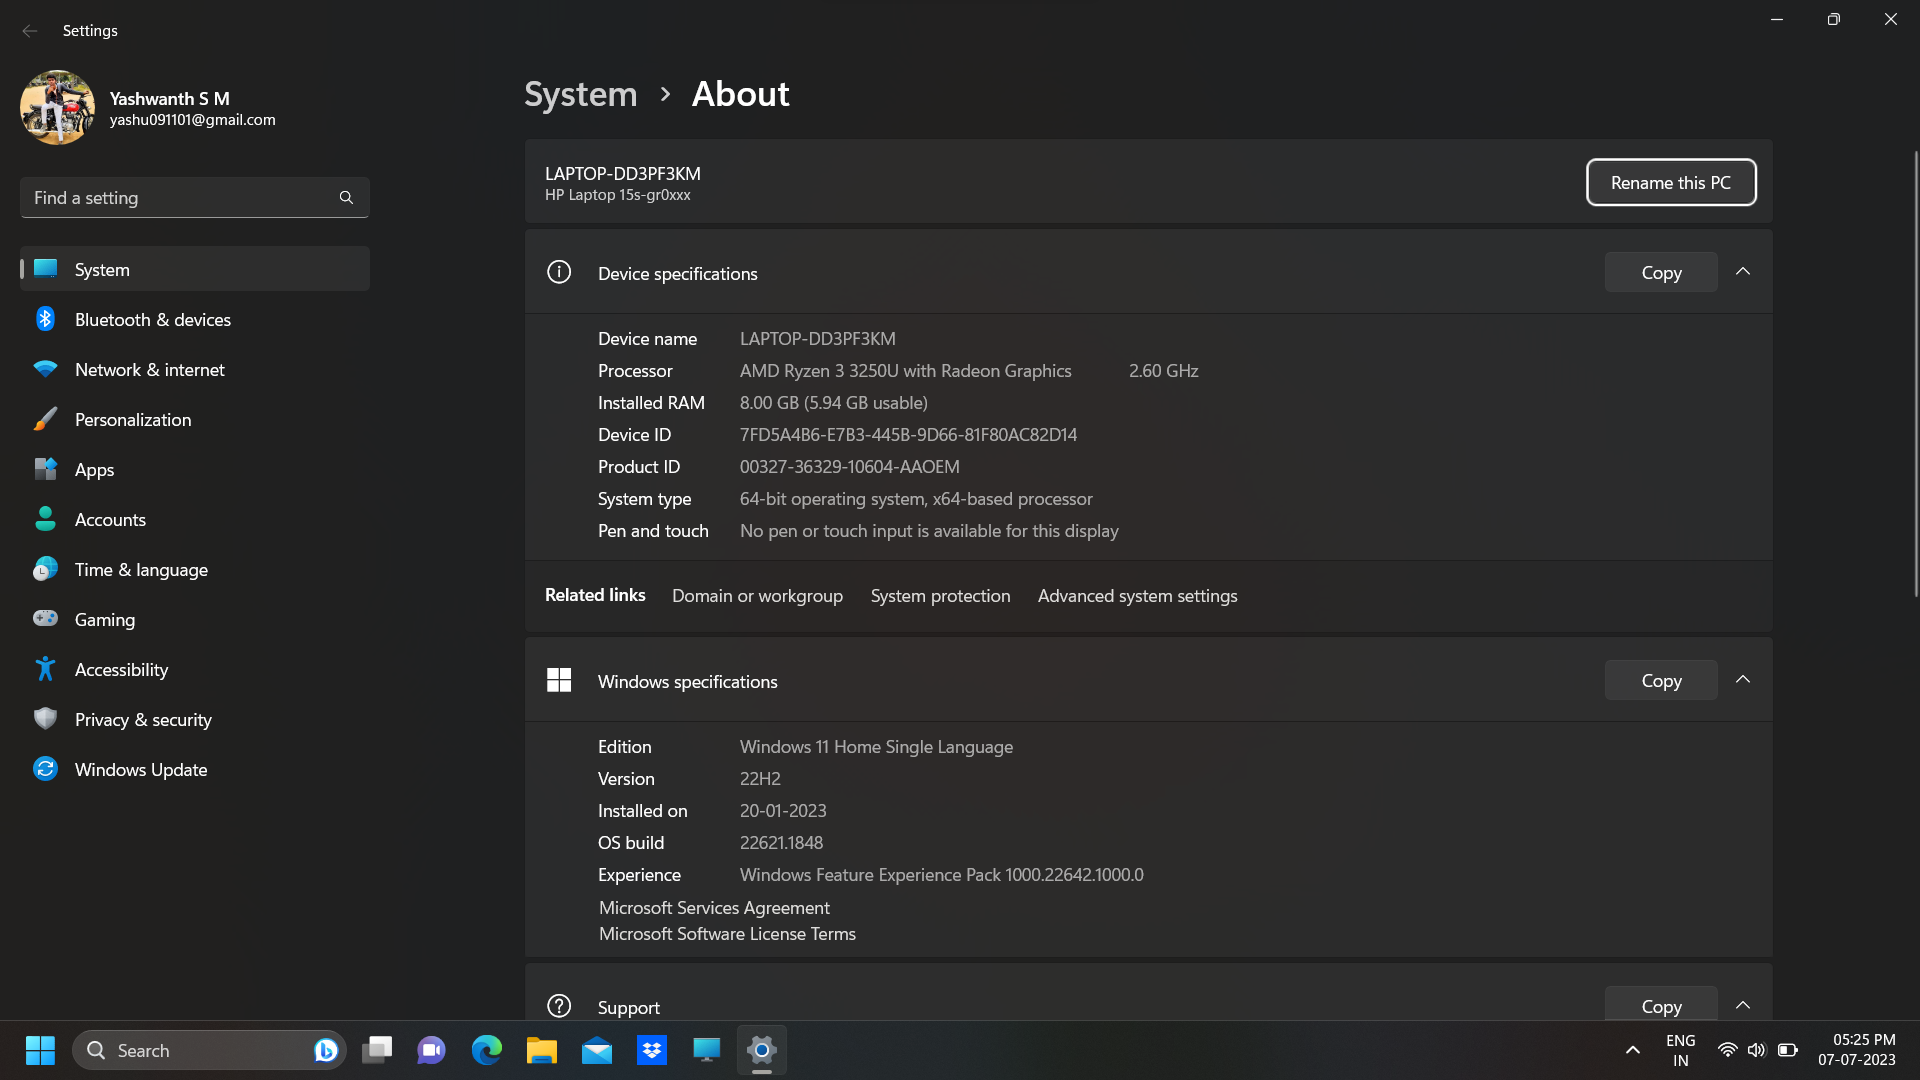 Settings
Yashwanth S M
yashu091101@gmail.com
Find a setting
System
Bluetooth & devices
Network & internet
Personalization
Apps
Accounts
Time & language
Gaming
Accessibility
Privacy & security
Windows Update
System > About
LAPTOP-DD3PF3KM
HP Laptop 15s-gr0xxx
Rename this PC
Device specifications
Copy
Device name LAPTOP-DD3PF3KM
Processor AMD Ryzen 3 3250U with Radeon Graphics 2.60 GHz
Installed RAM 8.00 GB (5.94 GB usable)
Device ID 7FD5A4B6-E7B3-445B-9D66-81F80AC82D14
Product ID 00327-36329-10604-AAOEM
System type 64-bit operating system, x64-based processor
Pen and touch No pen or touch input is available for this display
Related links Domain or workgroup System protection Advanced system settings
Windows specifications
Copy
Edition Windows 11 Home Single Language
Version 22H2
Installed on 20-01-2023
OS build 22621.1848
Experience Windows Feature Experience Pack 1000.22642.1000.0
Microsoft Services Agreement
Microsoft Software License Terms
Support
Copy
Search
ENG
IN
05:25 PM
07-07-2023